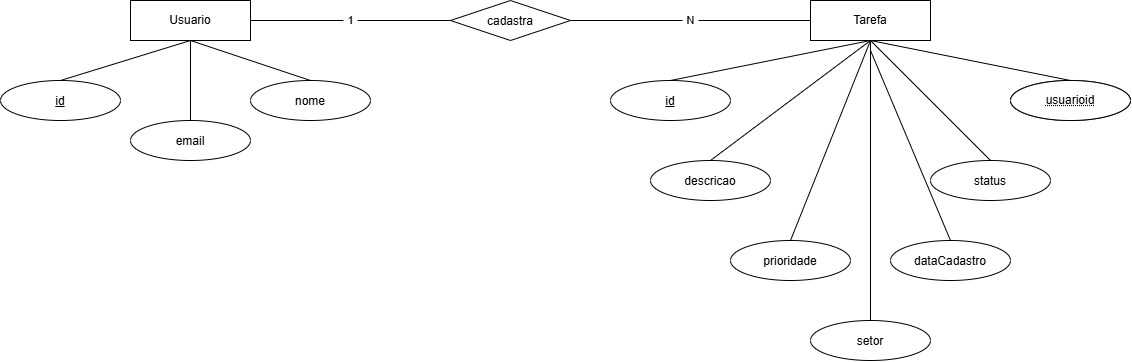 Usuario
1
cadastra
N
Tarefa
id
nome
id
usuarioid
email
descricao
status
prioridade
dataCadastro
setor